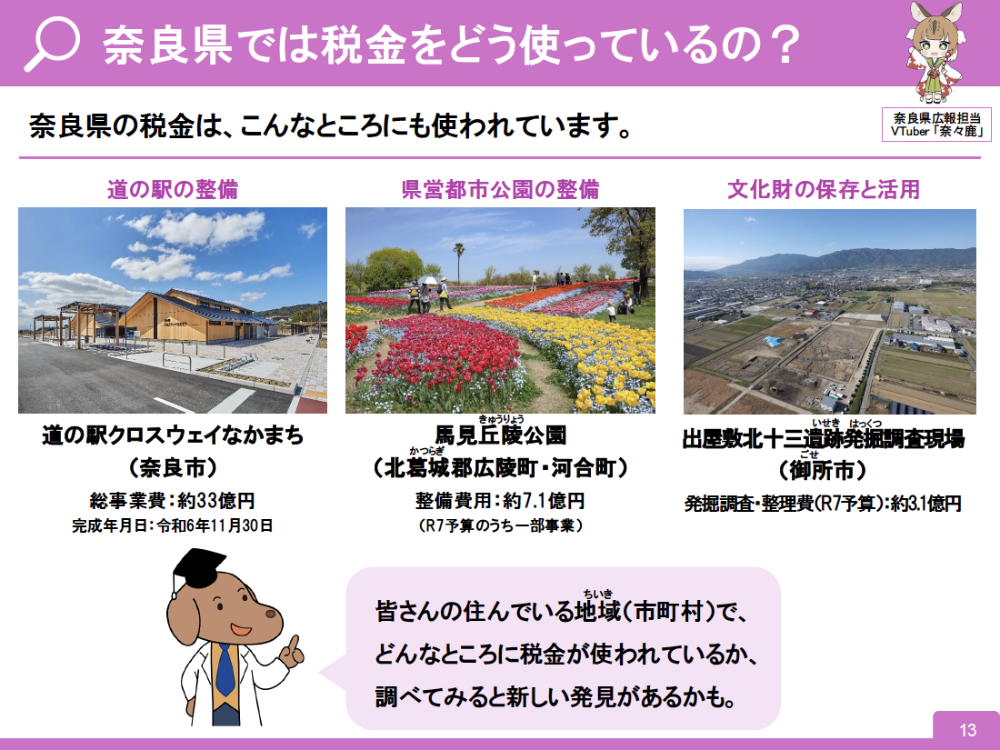 奈良県では税金をどう使っているの？
奈良県の税金は、こんなところにも使われています。
奈良県広報担当
VTuber「奈々鹿」
道の駅の整備
県営都市公園の整備
文化財の保存と活用
道の駅クロスウェイなかまち
（奈良市）
総事業費：約33億円
完成年月日：令和6年11月30日
きゅうりょう
馬見丘陵公園
かつらぎ
（北葛城郡広陵町・河合町）
整備費用：約7.1億円
（R7予算のうち一部事業）
いせき はっくつ
出屋敷北十三遺跡発掘調査現場
ごせ
（御所市）
発掘調査・整理費（R7予算）：約3.1億円
ちいき
皆さんの住んでいる地域（市町村）で、
どんなところに税金が使われているか、
調べてみると新しい発見があるかも。
13